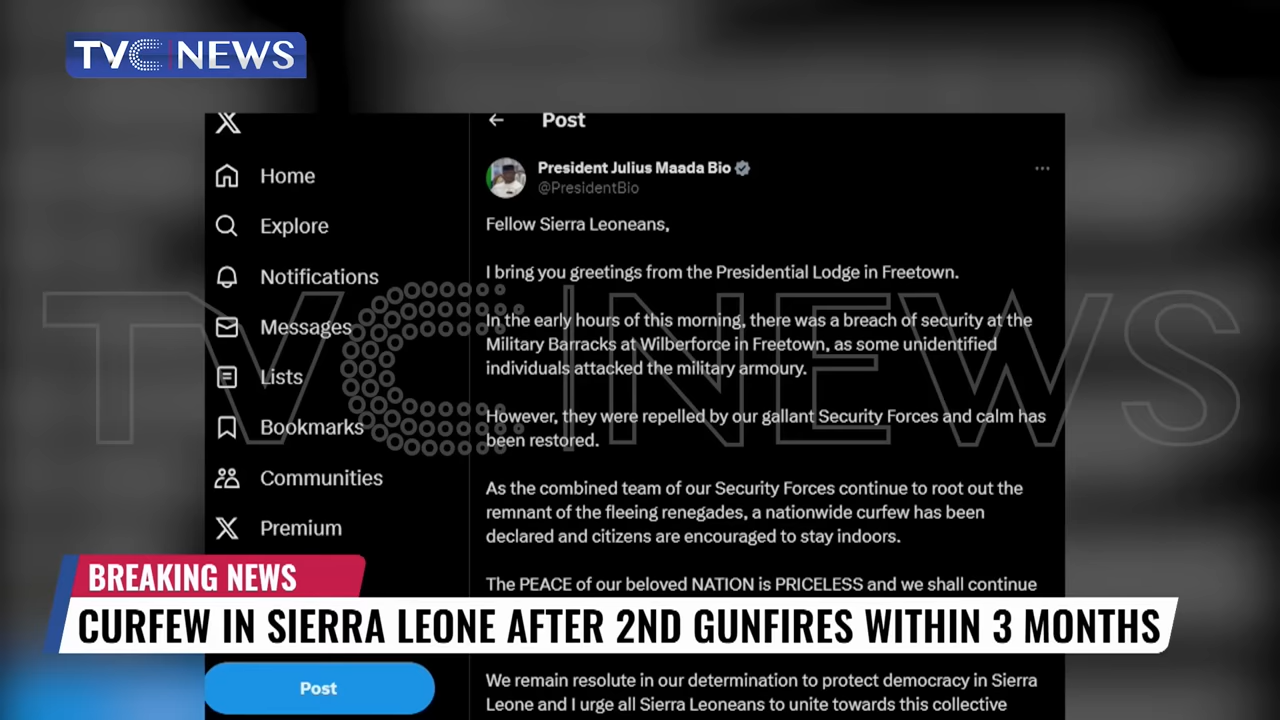 TVC NEWS
X
Post
Home
Explore
Notifications
Messages
Lists
Bookmarks
Communities
Premium
Post
President Julius Maada Bio
@PresidentBio
Fellow Sierra Leoneans,
I bring you greetings from the Presidential Lodge in Freetown.
In the early hours of this morning, there was a breach of security at the
Military Barracks at Wilberforce in Freetown, as some unidentified
individuals attacked the military armoury.
However, they were repelled by our gallant Security Forces and calm has
been restored.
As the combined team of our Security Forces continue to root out the
remnant of the fleeing renegades, a nationwide curfew has been
declared and citizens are encouraged to stay indoors.
The PEACE of our beloved NATION is PRICELESS and we shall continue
We remain resolute in our determination to protect democracy in Sierra
Leone and I urge all Sierra Leoneans to unite towards this collective
TVC NEWS
BREAKING NEWS
CURFEW IN SIERRA LEONE AFTER 2ND GUNFIRES WITHIN 3 MONTHS